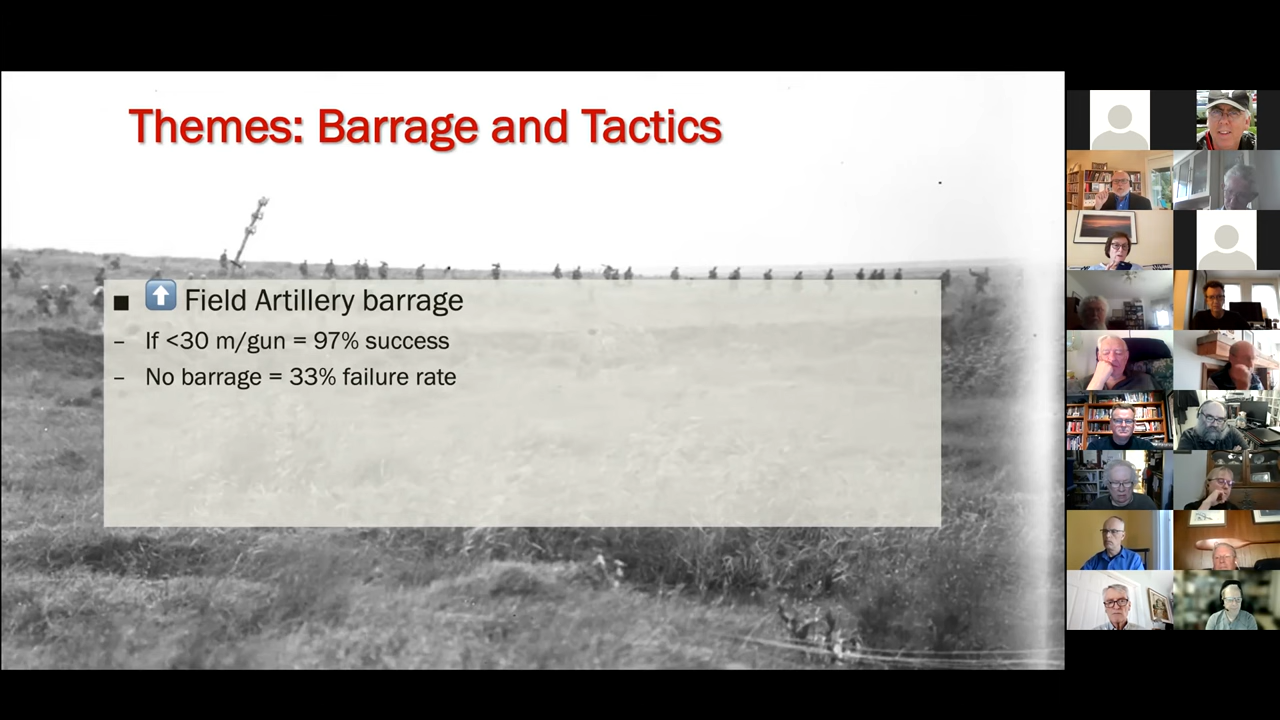 Themes: Barrage and Tactics
■ ⬆ Field Artillery barrage
– If <30 m/gun = 97% success
– No barrage = 33% failure rate